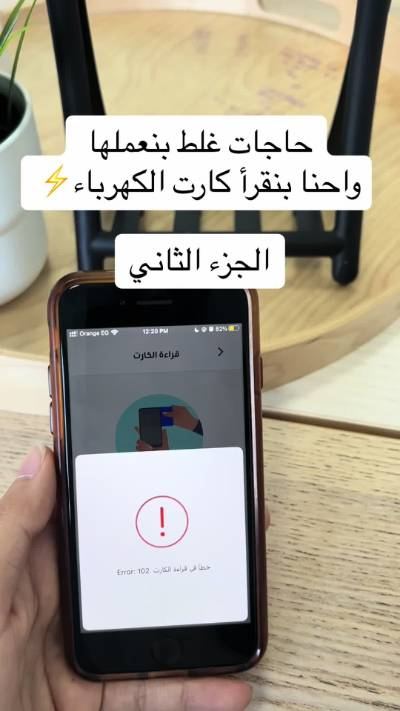 حاجات غلط بنعملها
واحنا بنقرأ كارت الكهرباء⚡
الجزء الثاني
Orange EG 12:29 PM 82%
قراءة الكارت
!
خطأ في قراءة الكارت Error: 102